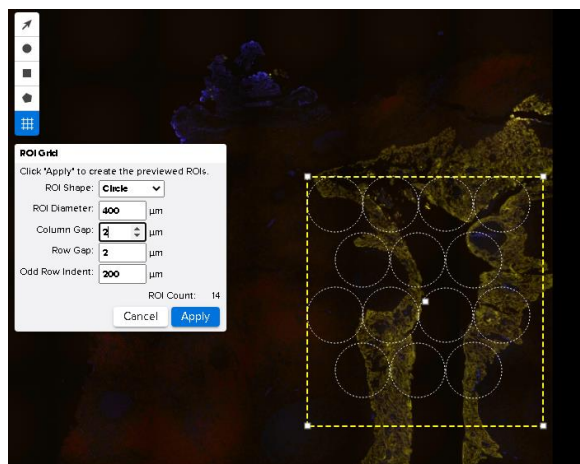 ROI Grid
Click "Apply" to create the previewed ROIs.
ROI Shape: Circle
ROI Diameter: 400 µm
Column Gap: 2 µm
Row Gap: 2 µm
Odd Row Indent: 200 µm
ROI Count: 14
Cancel Apply